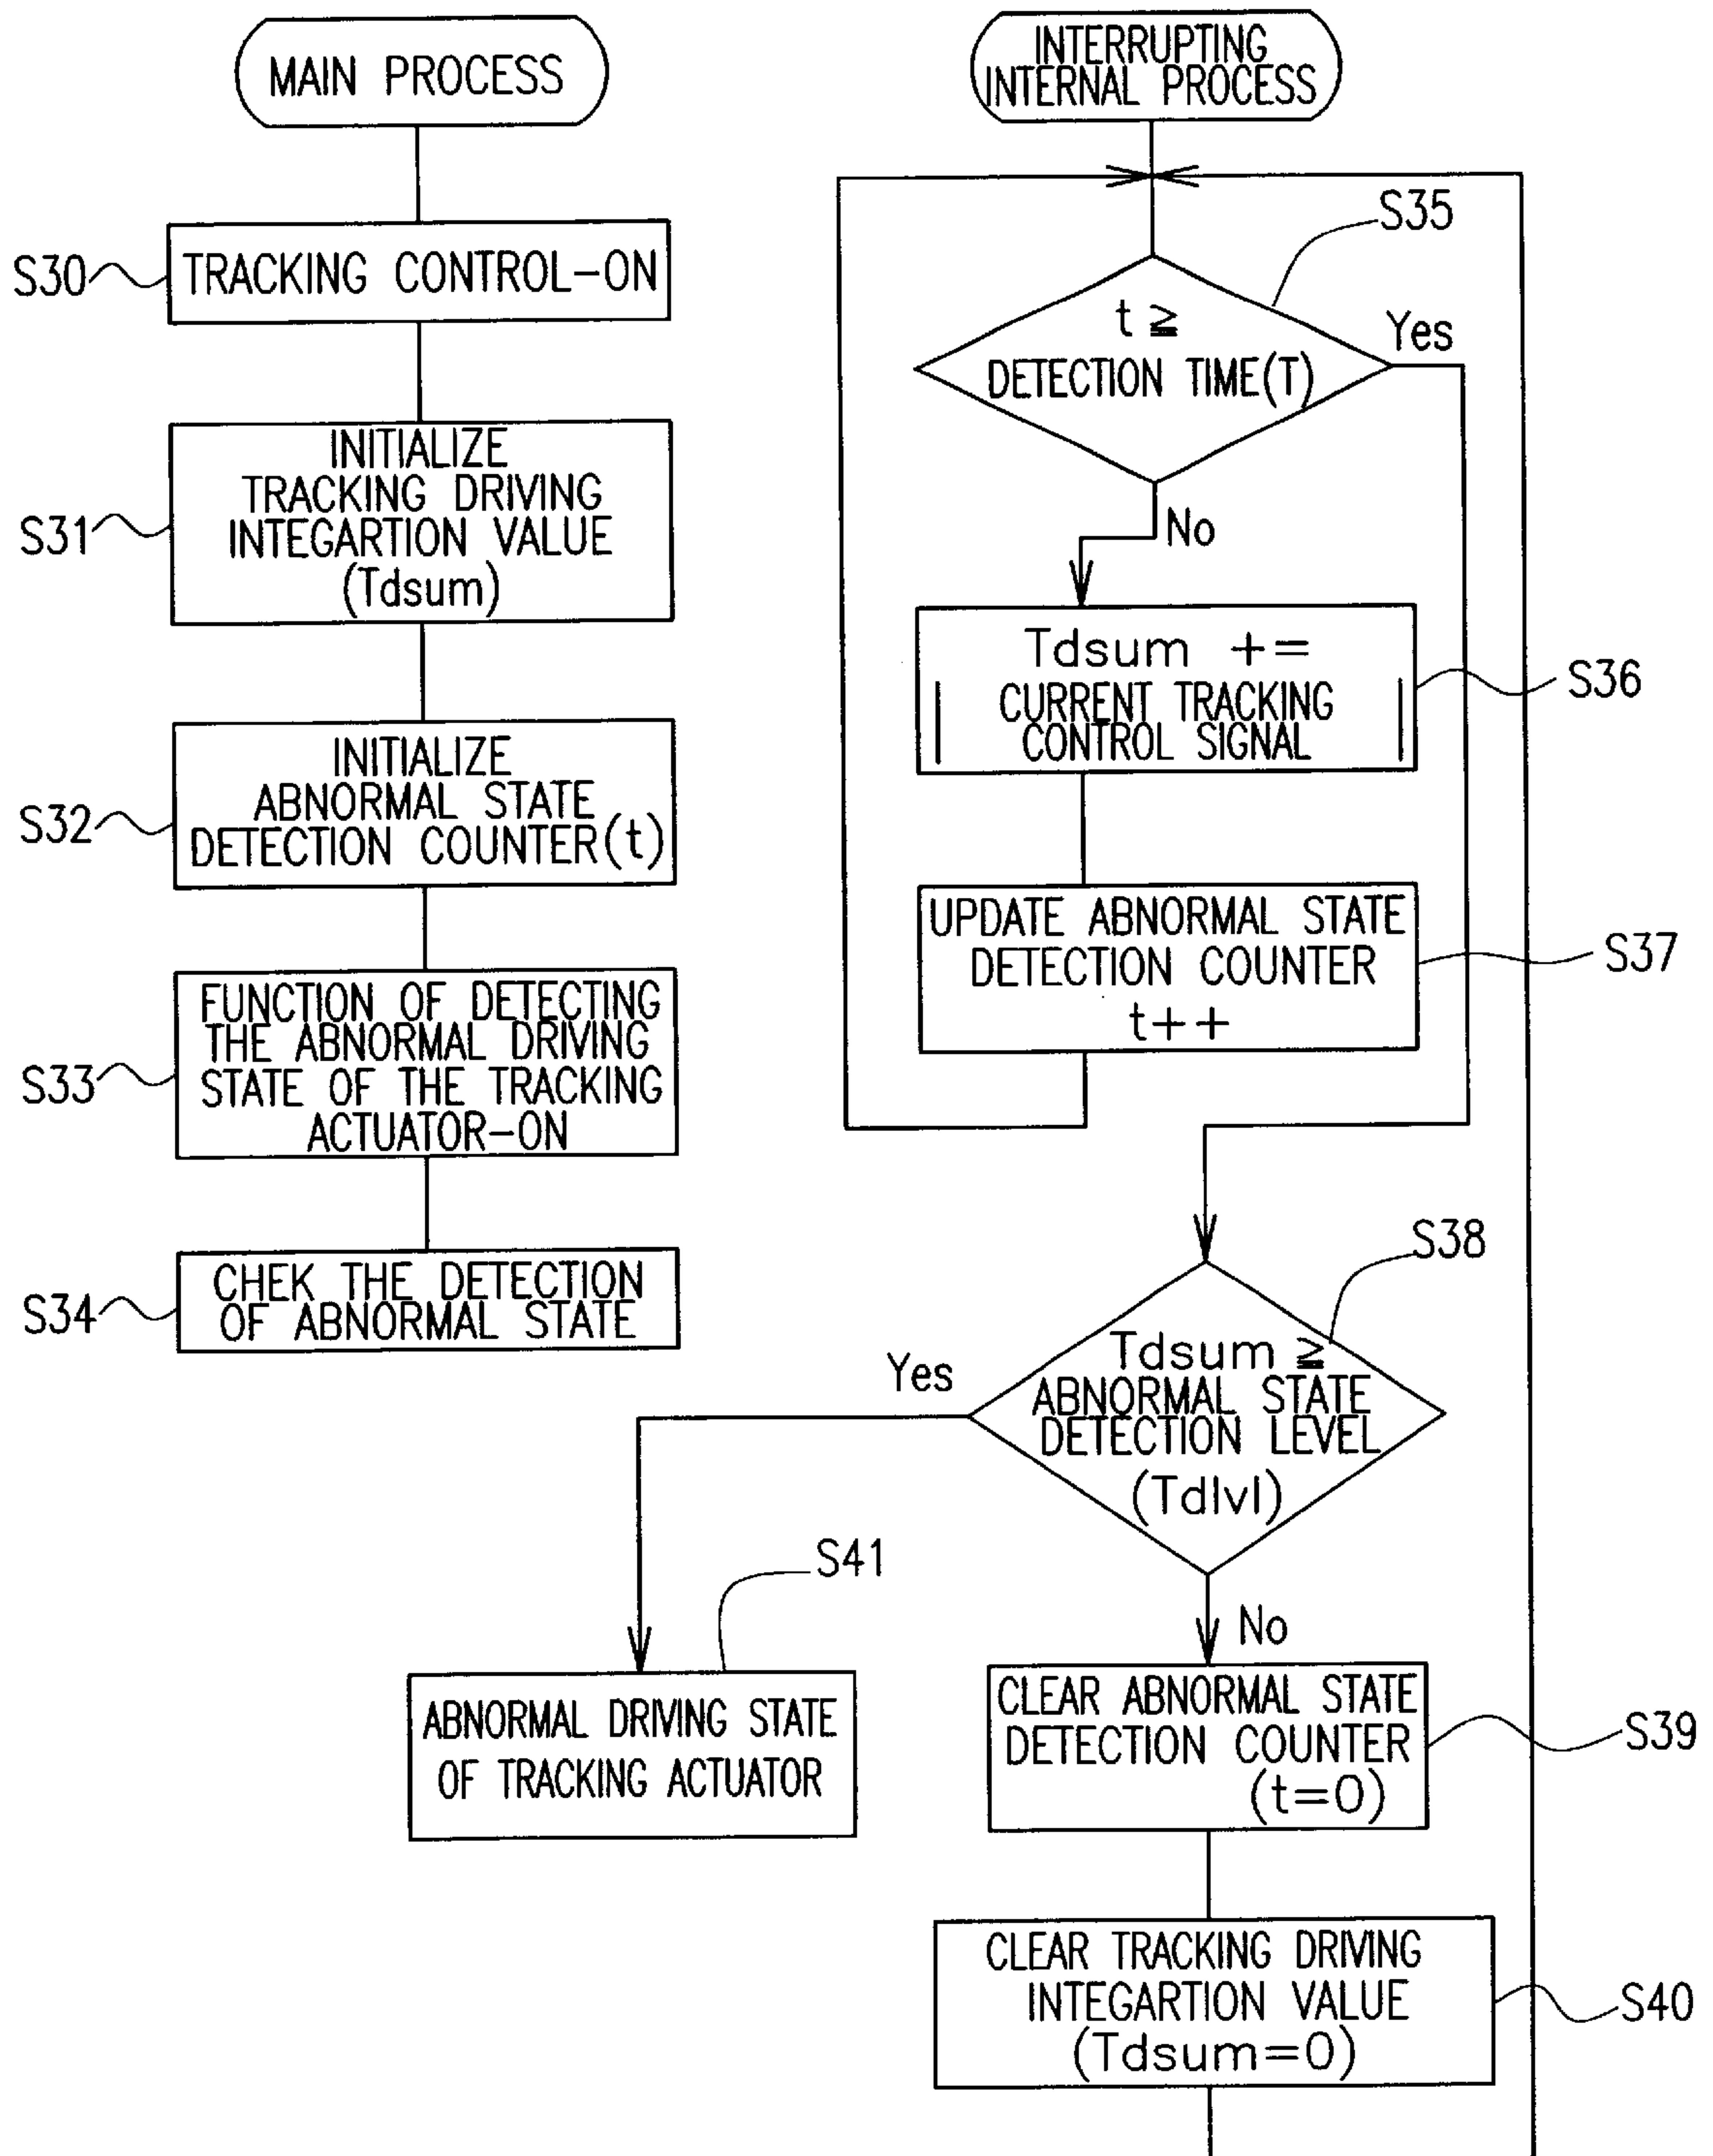 MAIN PROCESS
S30
TRACKING CONTROL-ON
S31
INITIALIZE
TRACKING DRIVING
INTEGARTION VALUE
(Tdsum)
S32
INITIALIZE
ABNORMAL STATE
DETECTION COUNTER(t)
S33
FUNCTION OF DETECTING
THE ABNORMAL DRIVING
STATE OF THE TRACKING
ACTUATOR-ON
S34
CHEK THE DETECTION
OF ABNORMAL STATE
INTERRUPTING
INTERNAL PROCESS
S35
t ≧
DETECTION TIME(T)
Yes
No
Tdsum +=
| CURRENT TRACKING
CONTROL SIGNAL |
S36
UPDATE ABNORMAL STATE
DETECTION COUNTER
t++
S37
S38
Tdsum ≧
ABNORMAL STATE
DETECTION LEVEL
(Tdlvl)
Yes
No
S41
ABNORMAL DRIVING STATE
OF TRACKING ACTUATOR
CLEAR ABNORMAL STATE
DETECTION COUNTER
(t=0)
S39
CLEAR TRACKING DRIVING
INTEGARTION VALUE
(Tdsum=0)
S40